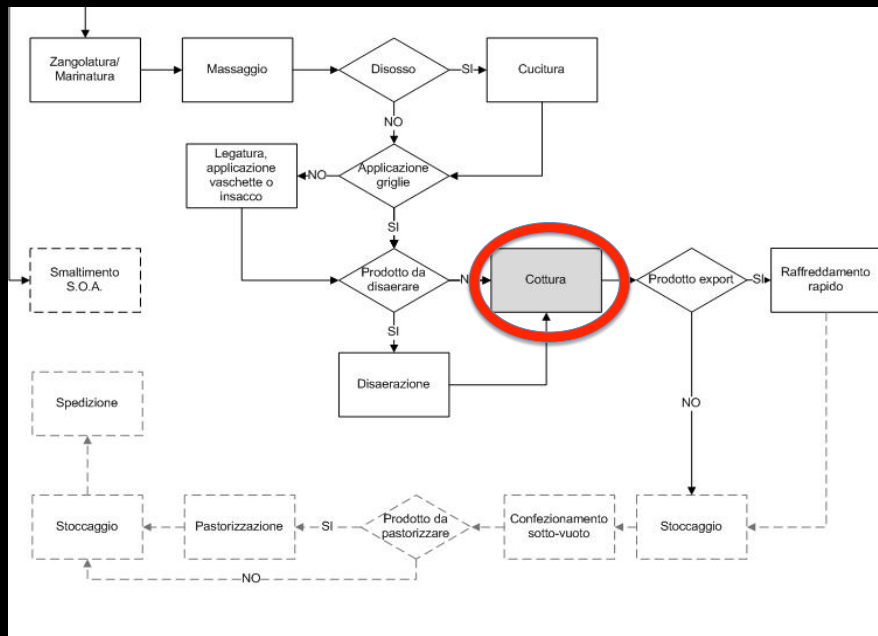 Zangolatura/
Marinatura
Massaggio
Disosso
SI
Cucitura
NO
Legatura,
applicazione
vaschette o
insacco
NO
Applicazione
griglie
SI
Smaltimento
S.O.A.
Prodotto da
disaerare
Cottura
Prodotto export
SI
Raffreddamento
rapido
SI
Disaerazione
NO
Spedizione
Stoccaggio
Pastorizzazione
SI
Prodotto da
pastorizzare
Confezionamento
sotto-vuoto
Stoccaggio
NO